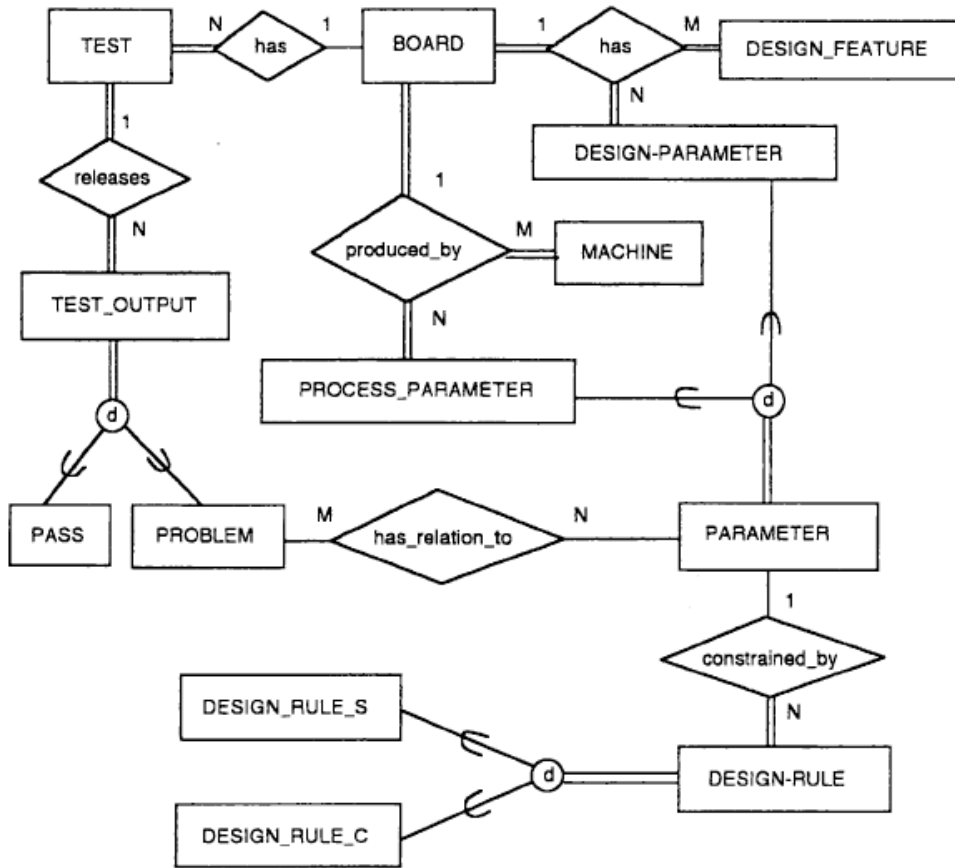 TEST
N
has
1
BOARD
1
has
M
DESIGN_FEATURE
N
DESIGN-PARAMETER
1
releases
N
TEST_OUTPUT
d
PASS
PROBLEM
1
produced_by
M
MACHINE
N
PROCESS_PARAMETER
d
M
has_relation_to
N
PARAMETER
1
constrained_by
N
DESIGN-RULE
d
DESIGN_RULE_S
DESIGN_RULE_C